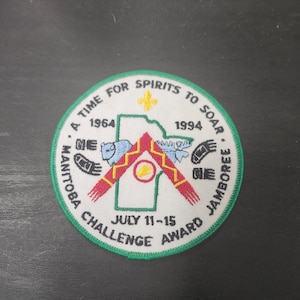 · A TIME FOR SPIRITS TO SOAR ·
1964 1994
JULY 11-15
MANITOBA CHALLENGE AWARD JAMBOREE